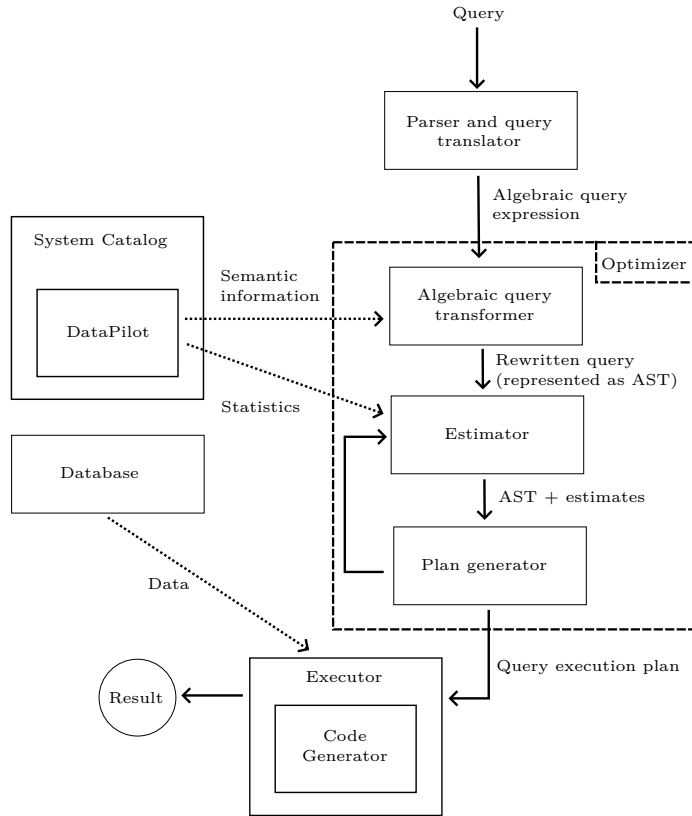 Query
Parser and query
translator
Algebraic query
expression
System Catalog
Optimizer
Semantic
information
Algebraic query
transformer
DataPilot
Rewritten query
(represented as AST)
Statistics
Estimator
Database
AST + estimates
Plan generator
Data
Query execution plan
Executor
Result
Code
Generator